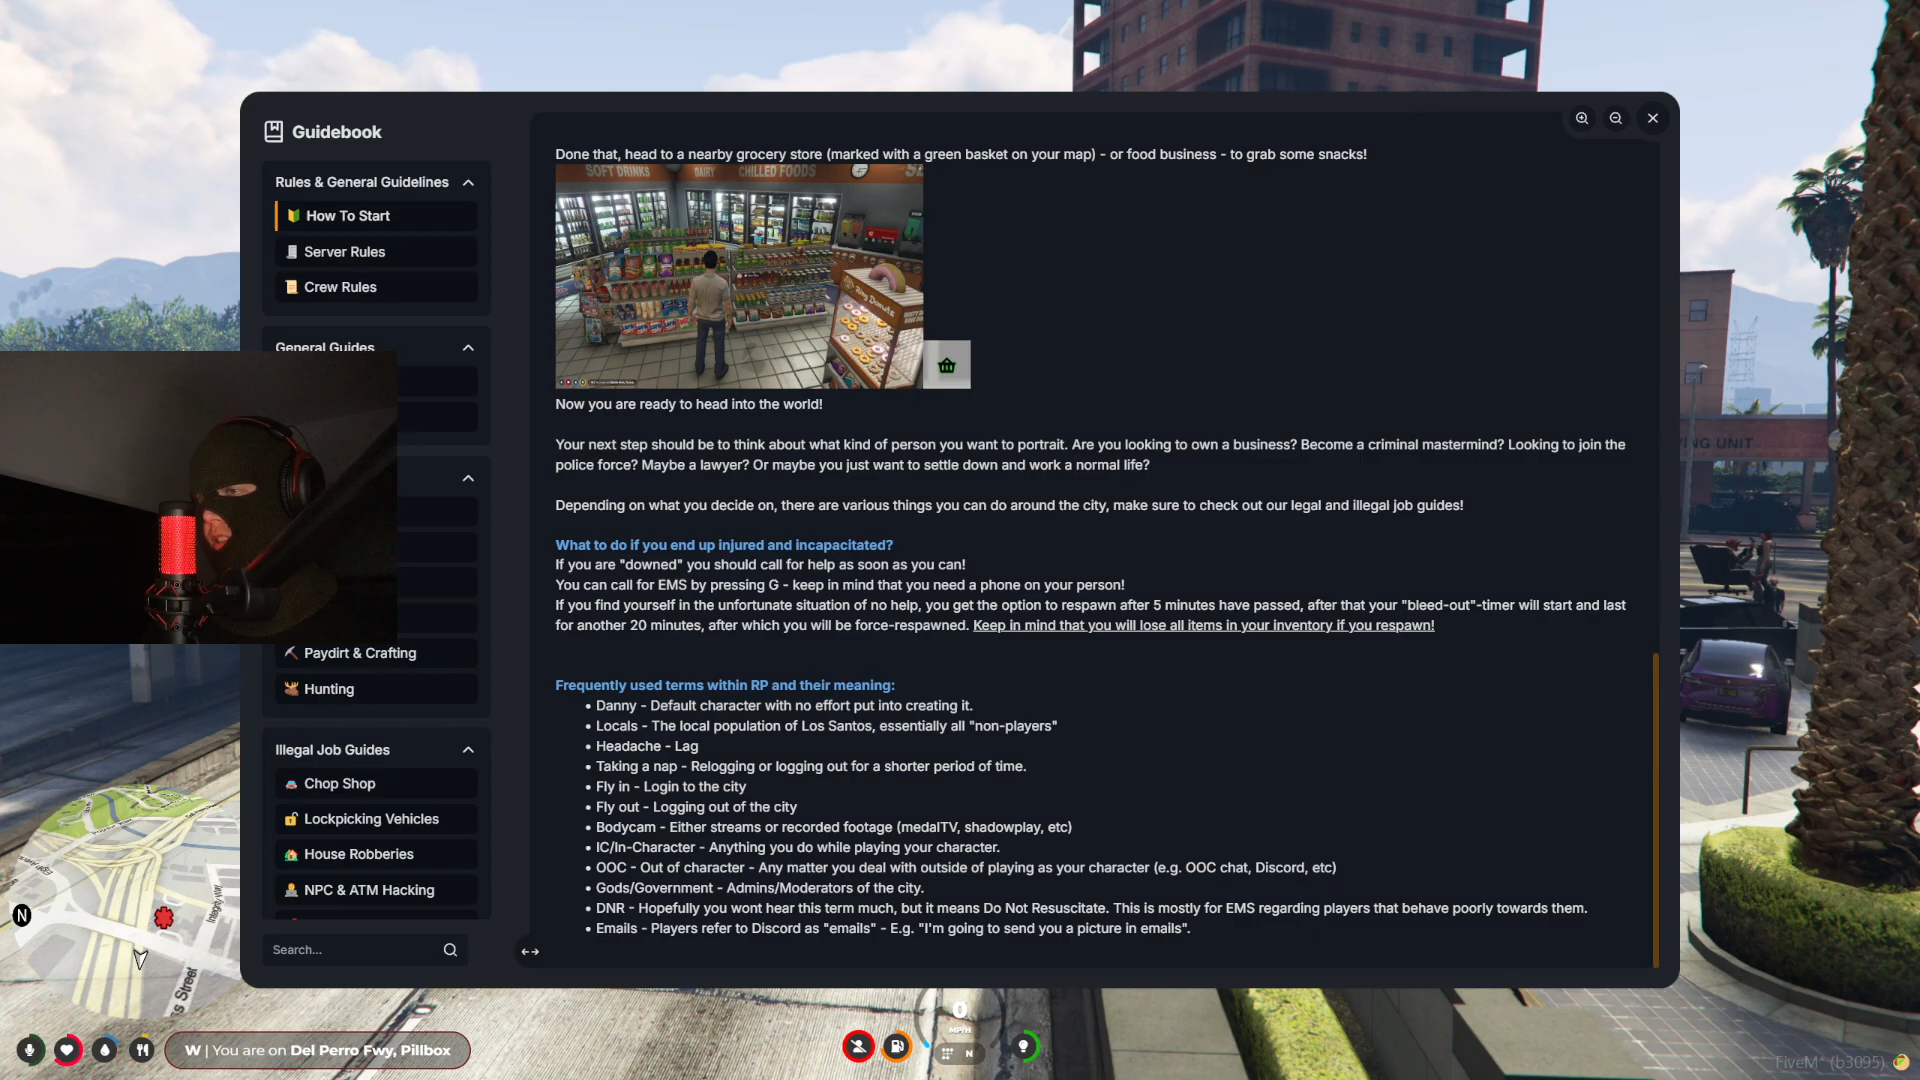 Guidebook
Rules & General Guidelines
How To Start
Server Rules
Crew Rules
General Guides
Paydirt & Crafting
Hunting
Illegal Job Guides
Chop Shop
Lockpicking Vehicles
House Robberies
NPC & ATM Hacking
Search...
Done that, head to a nearby grocery store (marked with a green basket on your map) - or food business - to grab some snacks!
SOFT DRINKS
DAIRY
CHILLED FOODS
Now you are ready to head into the world!
Your next step should be to think about what kind of person you want to portrait. Are you looking to own a business? Become a criminal mastermind? Looking to join the
police force? Maybe a lawyer? Or maybe you just want to settle down and work a normal life?
Depending on what you decide on, there are various things you can do around the city, make sure to check out our legal and illegal job guides!
What to do if you end up injured and incapacitated?
If you are "downed" you should call for help as soon as you can!
You can call for EMS by pressing G - keep in mind that you need a phone on your person!
If you find yourself in the unfortunate situation of no help, you get the option to respawn after 5 minutes have passed, after that your "bleed-out"-timer will start and last
for another 20 minutes, after which you will be force-respawned. Keep in mind that you will lose all items in your inventory if you respawn!
Frequently used terms within RP and their meaning:
• Danny - Default character with no effort put into creating it.
• Locals - The local population of Los Santos, essentially all "non-players"
• Headache - Lag
• Taking a nap - Relogging or logging out for a shorter period of time.
• Fly in - Login to the city
• Fly out - Logging out of the city
• Bodycam - Either streams or recorded footage (medalTV, shadowplay, etc)
• IC/In-Character - Anything you do while playing your character.
• OOC - Out of character - Any matter you deal with outside of playing as your character (e.g. OOC chat, Discord, etc)
• Gods/Government - Admins/Moderators of the city.
• DNR - Hopefully you wont hear this term much, but it means Do Not Resuscitate. This is mostly for EMS regarding players that behave poorly towards them.
• Emails - Players refer to Discord as "emails" - E.g. "I'm going to send you a picture in emails".
UNIT
N
Integrity Way
ss Street
W | You are on Del Perro Fwy, Pillbox
0
MPH
N
FiveM* (b3095)